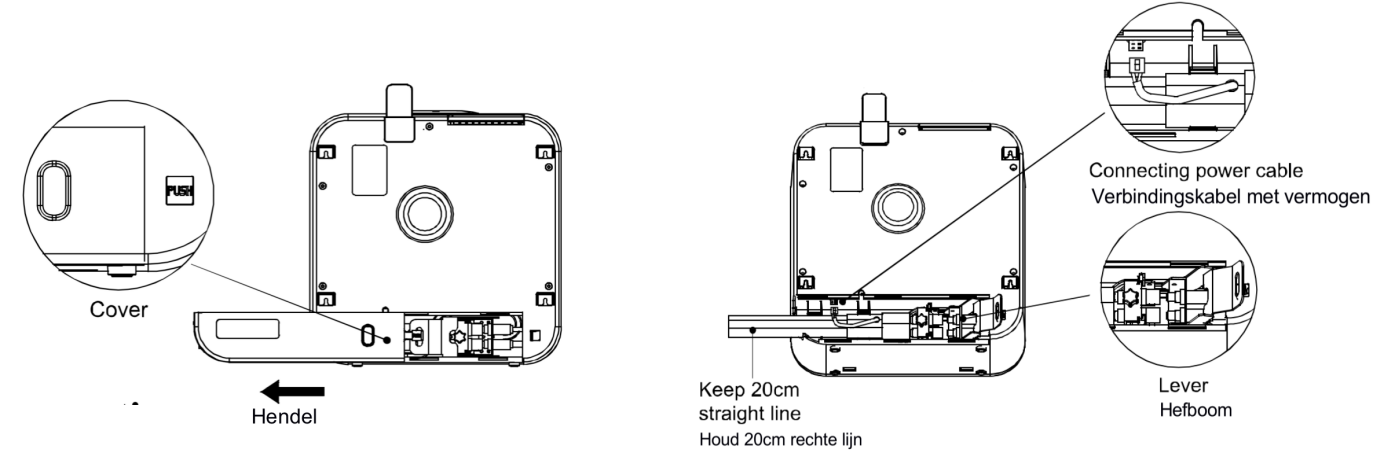 PUSH
Cover
Hendel
Connecting power cable
Verbindingskabel met vermogen
Keep 20cm
straight line
Houd 20cm rechte lijn
Lever
Hefboom